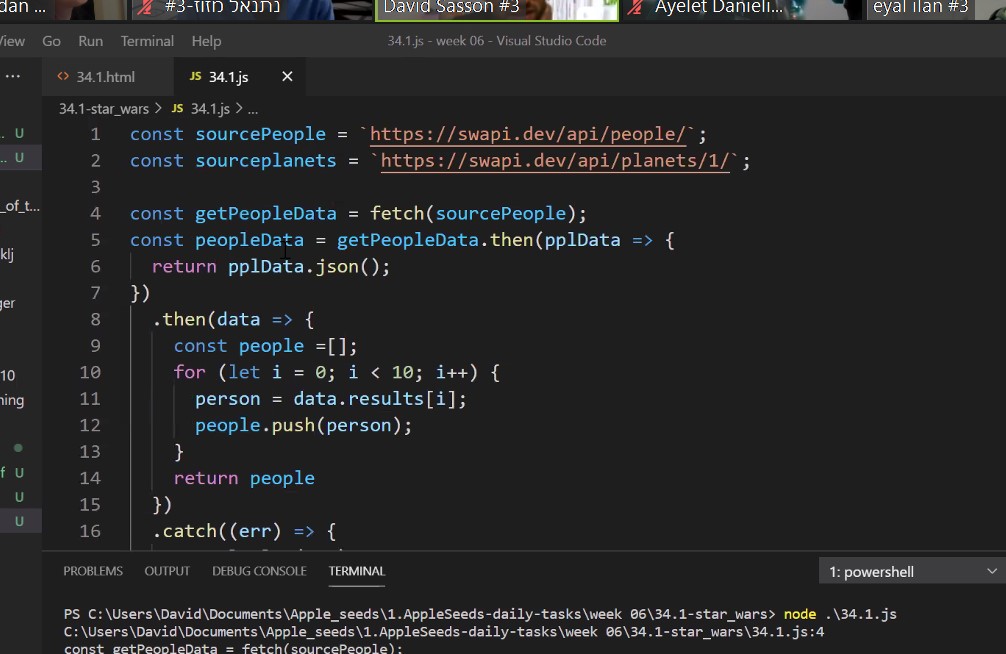 dan ...
#3-נתנאל מזוז
David Sasson #3
Ayelet Danieli...
eyal ilan #3
View Go Run Terminal Help
34.1.js - week 06 - Visual Studio Code
... <> 34.1.html JS 34.1.js ×
34.1-star_wars > JS 34.1.js > ...
1 const sourcePeople = `https://swapi.dev/api/people/`;
2 const sourceplanets = `https://swapi.dev/api/planets/1/`;
3
4 const getPeopleData = fetch(sourcePeople);
5 const peopleData = getPeopleData.then(pplData => {
6 return pplData.json();
7 })
8 .then(data => {
9 const people =[];
10 for (let i = 0; i < 10; i++) {
11 person = data.results[i];
12 people.push(person);
13 }
14 return people
15 })
16 .catch((err) => {
.. U
.. U
_of_t...
klj
ger
10
ning
f U
U
U
PROBLEMS OUTPUT DEBUG CONSOLE TERMINAL 1: powershell
PS C:\Users\David\Documents\Apple_seeds\1.AppleSeeds-daily-tasks\week 06\34.1-star_wars> node .\34.1.js
C:\Users\David\Documents\Apple_seeds\1.AppleSeeds-daily-tasks\week 06\34.1-star_wars\34.1.js:4
const getPeopleData = fetch(sourcePeople);